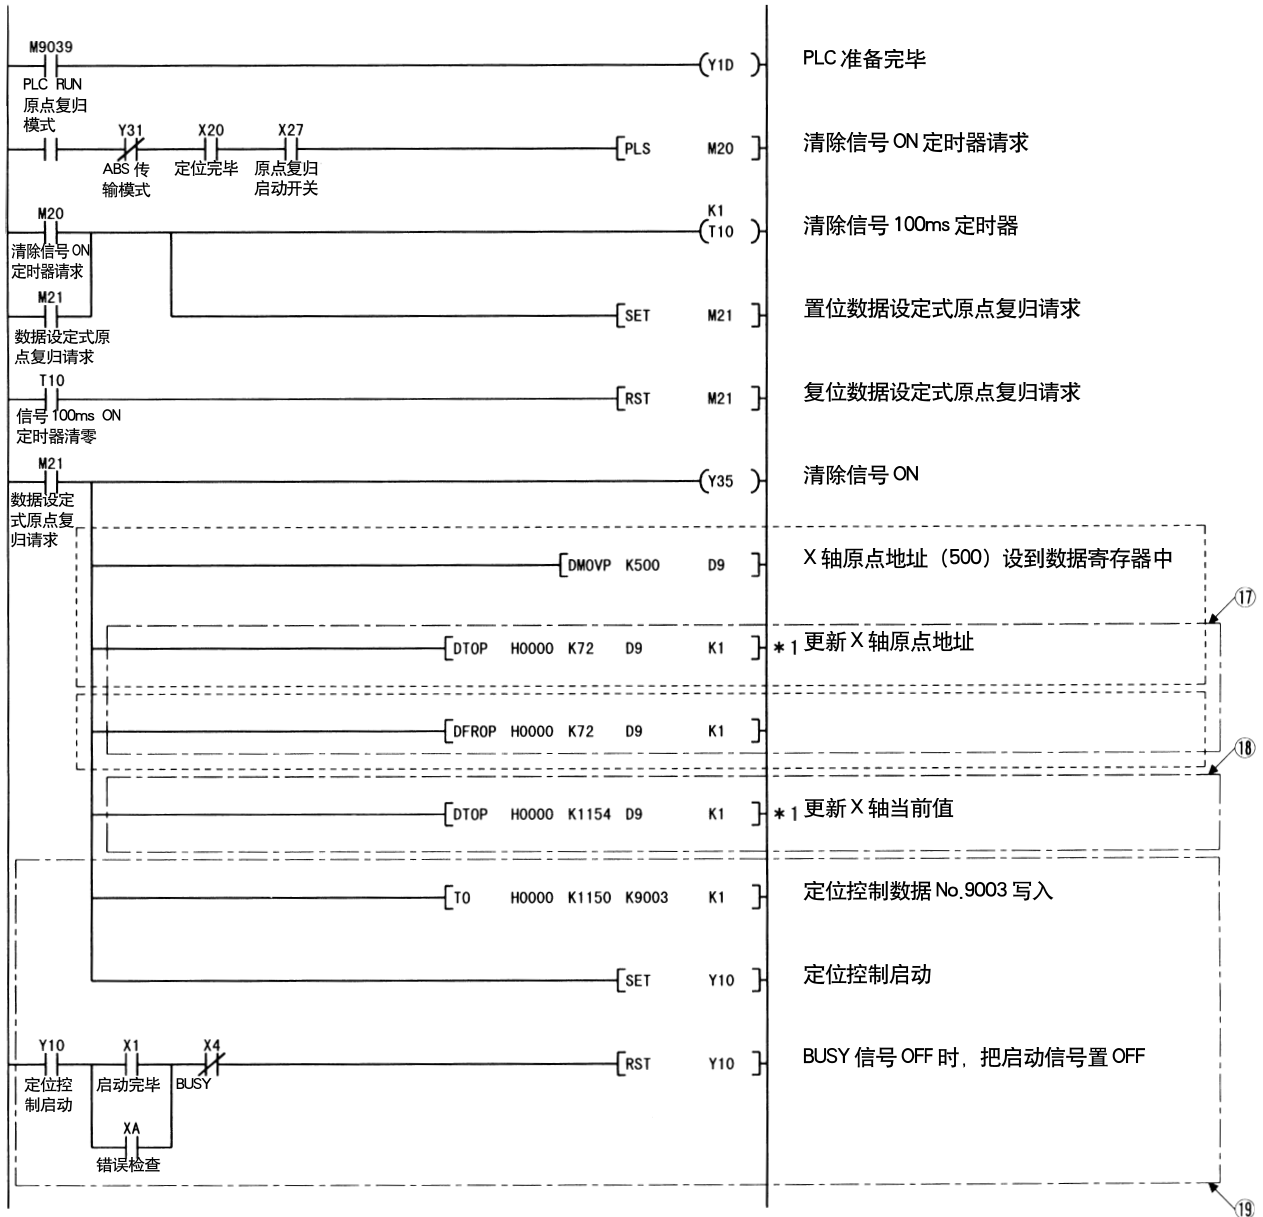 M9039
Y1D
PLC 准备完毕
PLC RUN
原点复归
模式
Y31
X20
X27
PLS M20
清除信号 ON 定时器请求
ABS 传
输模式
定位完毕
原点复归
启动开关
M20
K1
T10
清除信号 100ms 定时器
清除信号 ON
定时器请求
M21
SET M21
置位数据设定式原点复归请求
数据设定式原
点复归请求
T10
RST M21
复位数据设定式原点复归请求
信号 100ms ON
定时器清零
M21
Y35
清除信号 ON
数据设定
式原点复
归请求
DMOVP K500 D9
X 轴原点地址（500）设到数据寄存器中
⑰
DTOP H0000 K72 D9 K1
*1 更新 X 轴原点地址
DFROP H0000 K72 D9 K1
⑱
DTOP H0000 K1154 D9 K1
*1 更新 X 轴当前值
TO H0000 K1150 K9003 K1
定位控制数据 No.9003 写入
SET Y10
定位控制启动
Y10
X1
X4
RST Y10
BUSY 信号 OFF 时，把启动信号置 OFF
定位控
制启动
启动完毕
BUSY
XA
错误检查
⑲